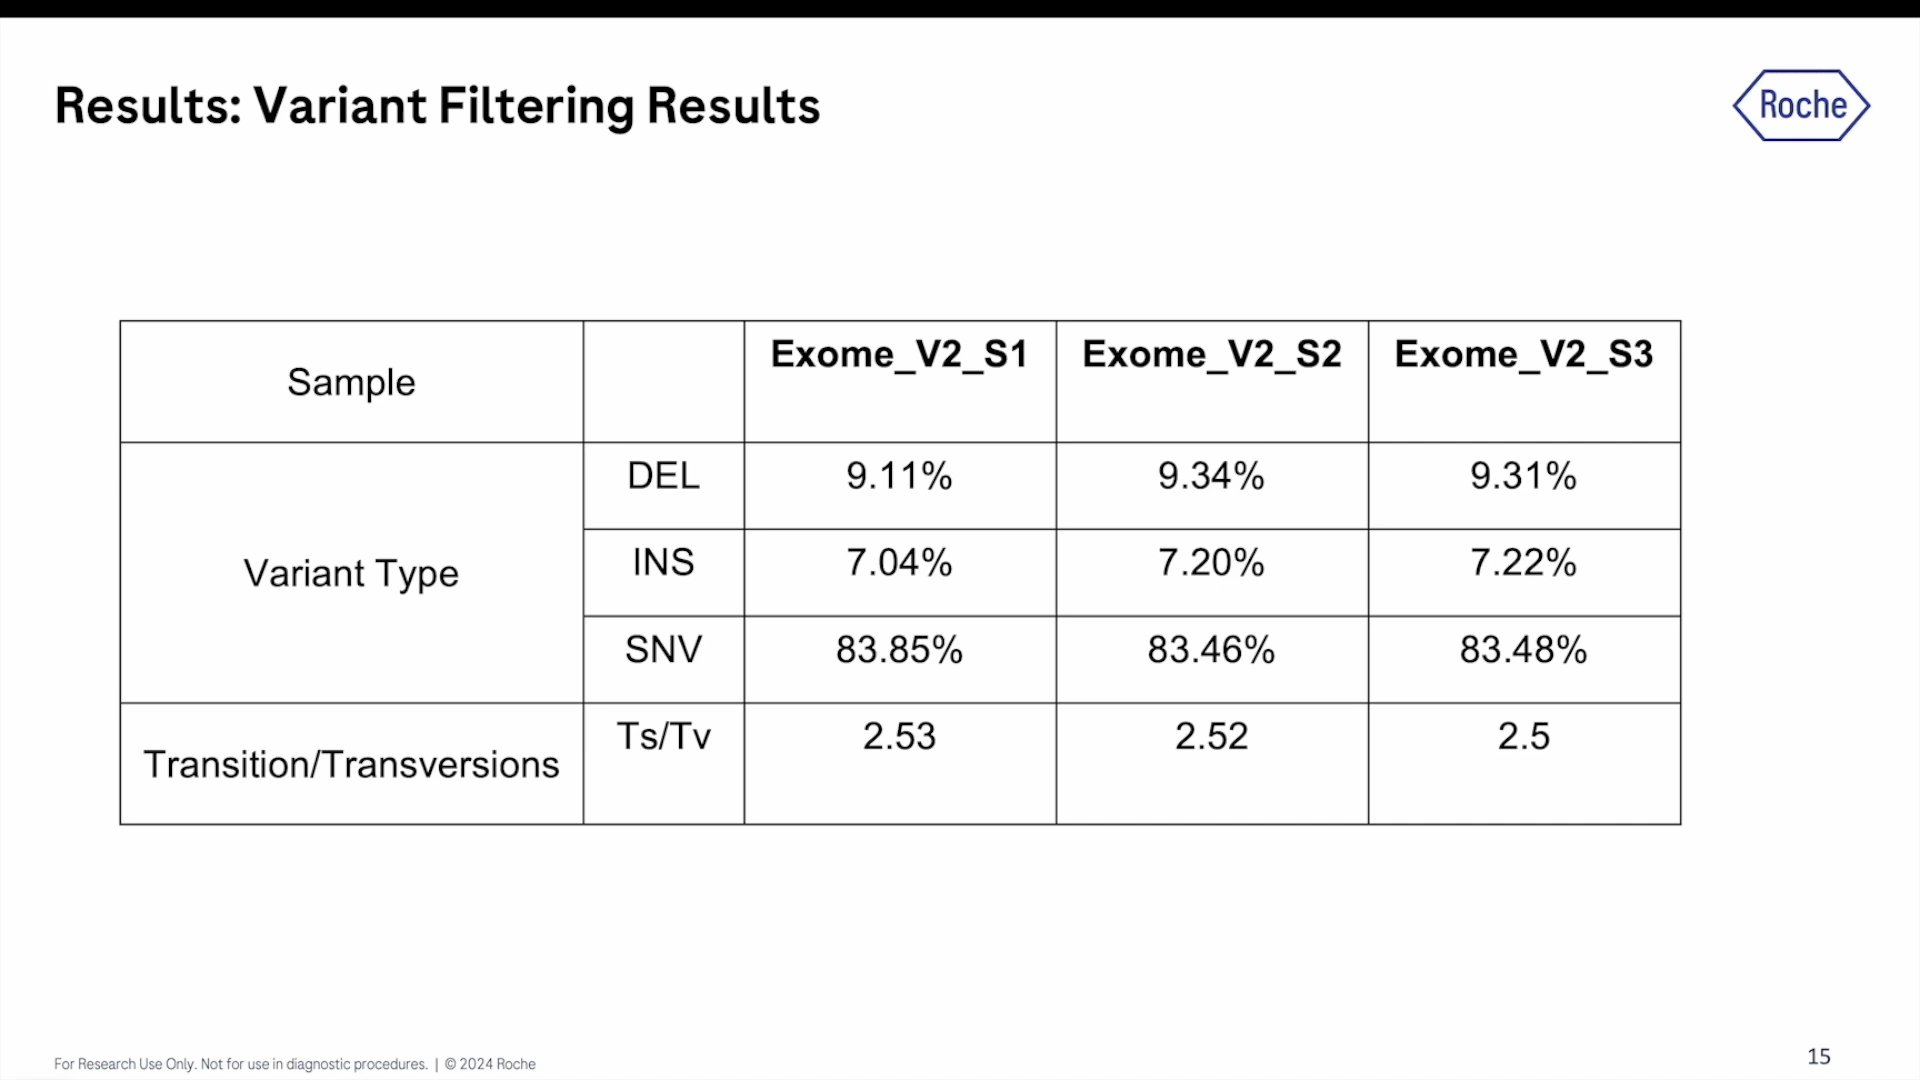 Results: Variant Filtering Results
Roche
Sample Exome_V2_S1 Exome_V2_S2 Exome_V2_S3
Variant Type
DEL 9.11% 9.34% 9.31%
INS 7.04% 7.20% 7.22%
SNV 83.85% 83.46% 83.48%
Transition/Transversions Ts/Tv 2.53 2.52 2.5
For Research Use Only. Not for use in diagnostic procedures. | © 2024 Roche
15